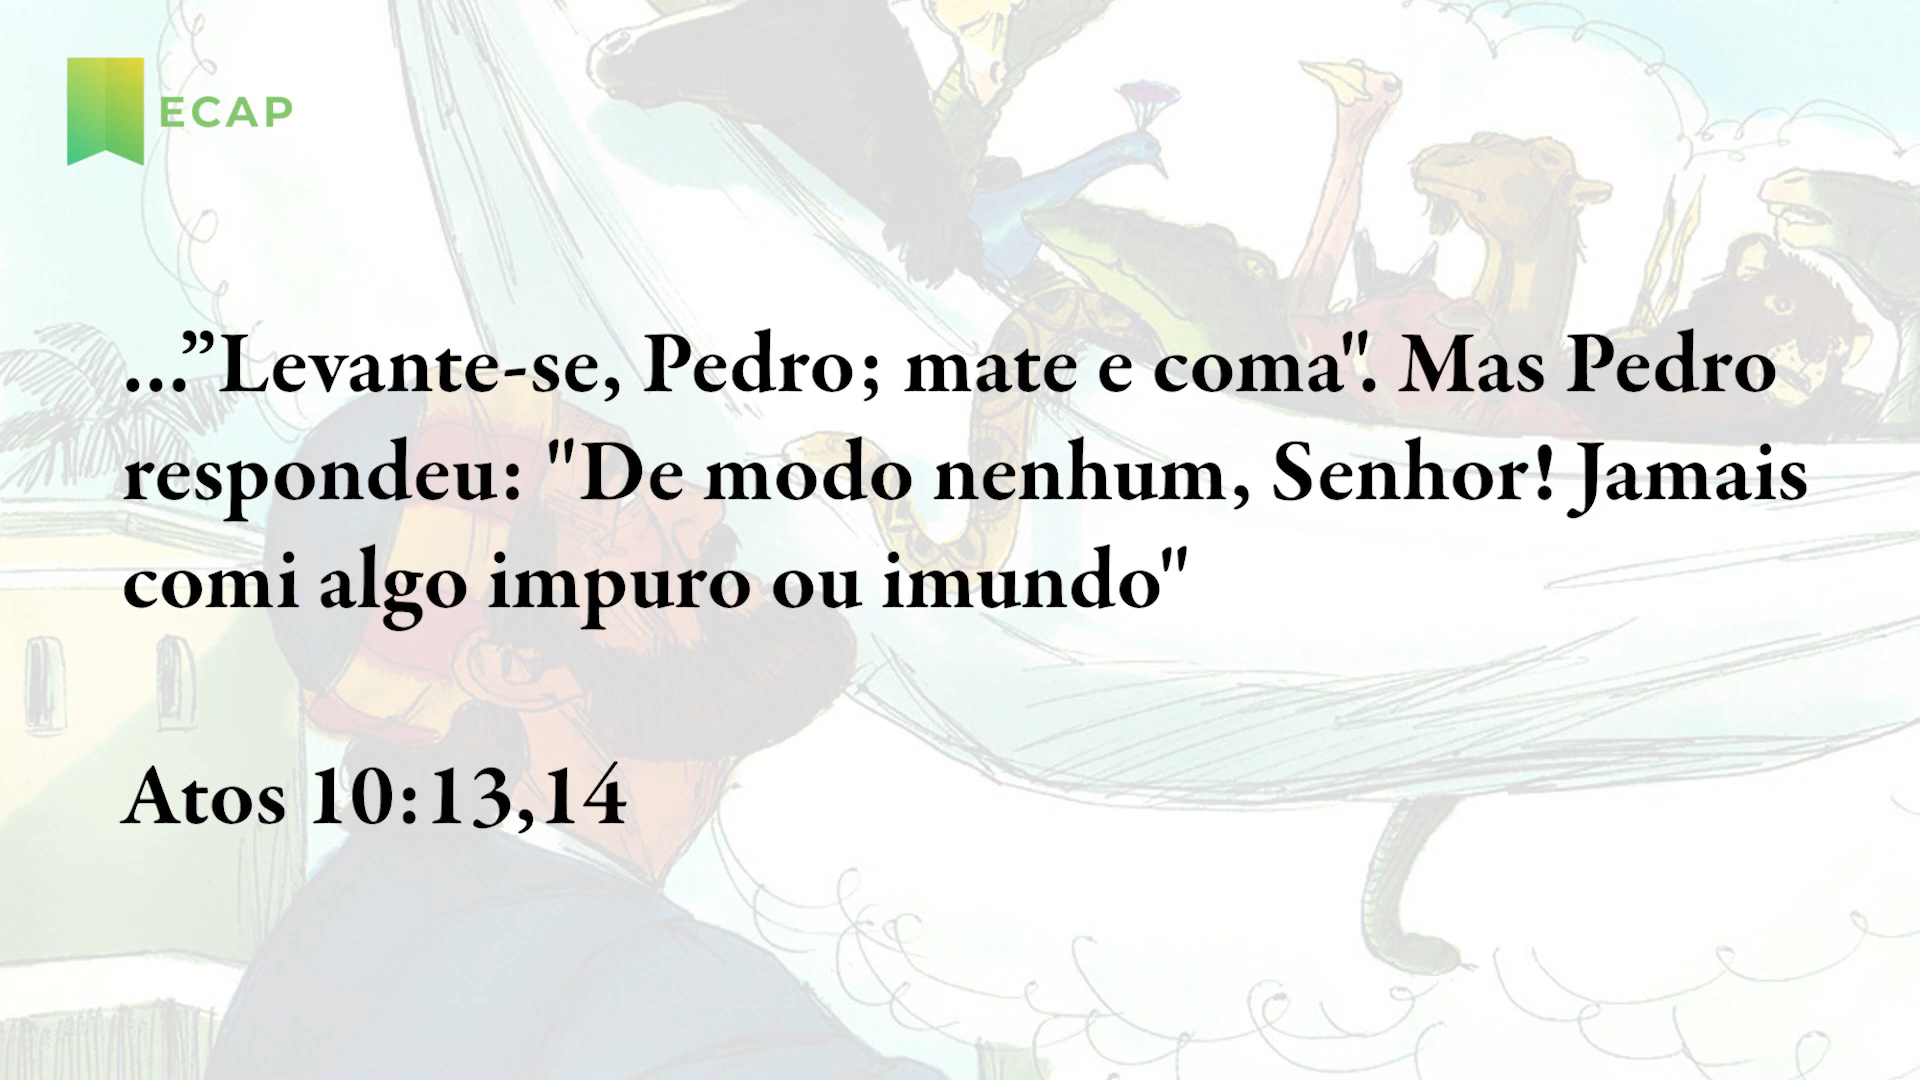 ECAP
...”Levante-se, Pedro; mate e coma". Mas Pedro
respondeu: "De modo nenhum, Senhor! Jamais
comi algo impuro ou imundo"
Atos 10:13,14